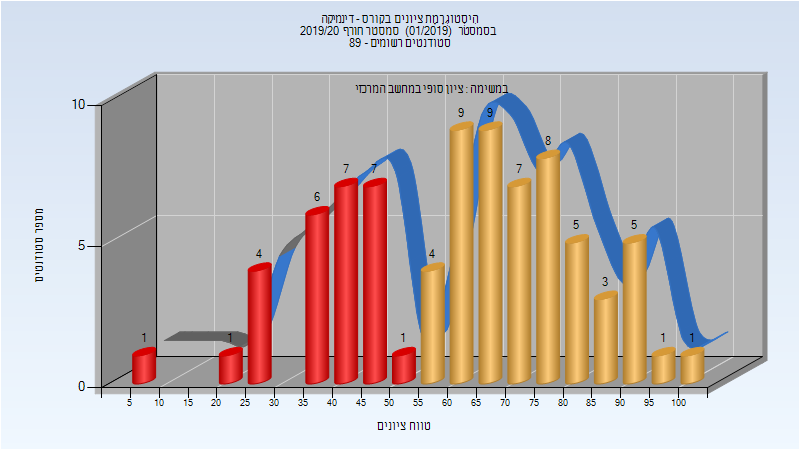 היסטוגרמת ציונים בקורס - דינמיקה
בסמסטר (01/2019) סמסטר חורף 2019/20
סטודנטים רשומים - 89
במשימה : ציון סופי במחשב המרכזי
מספר סטודנטים
10
5
0
1
1
4
6
7
7
1
4
9
9
7
8
5
3
5
1
1
5 10 15 20 25 30 35 40 45 50 55 60 65 70 75 80 85 90 95 100
טווח ציונים